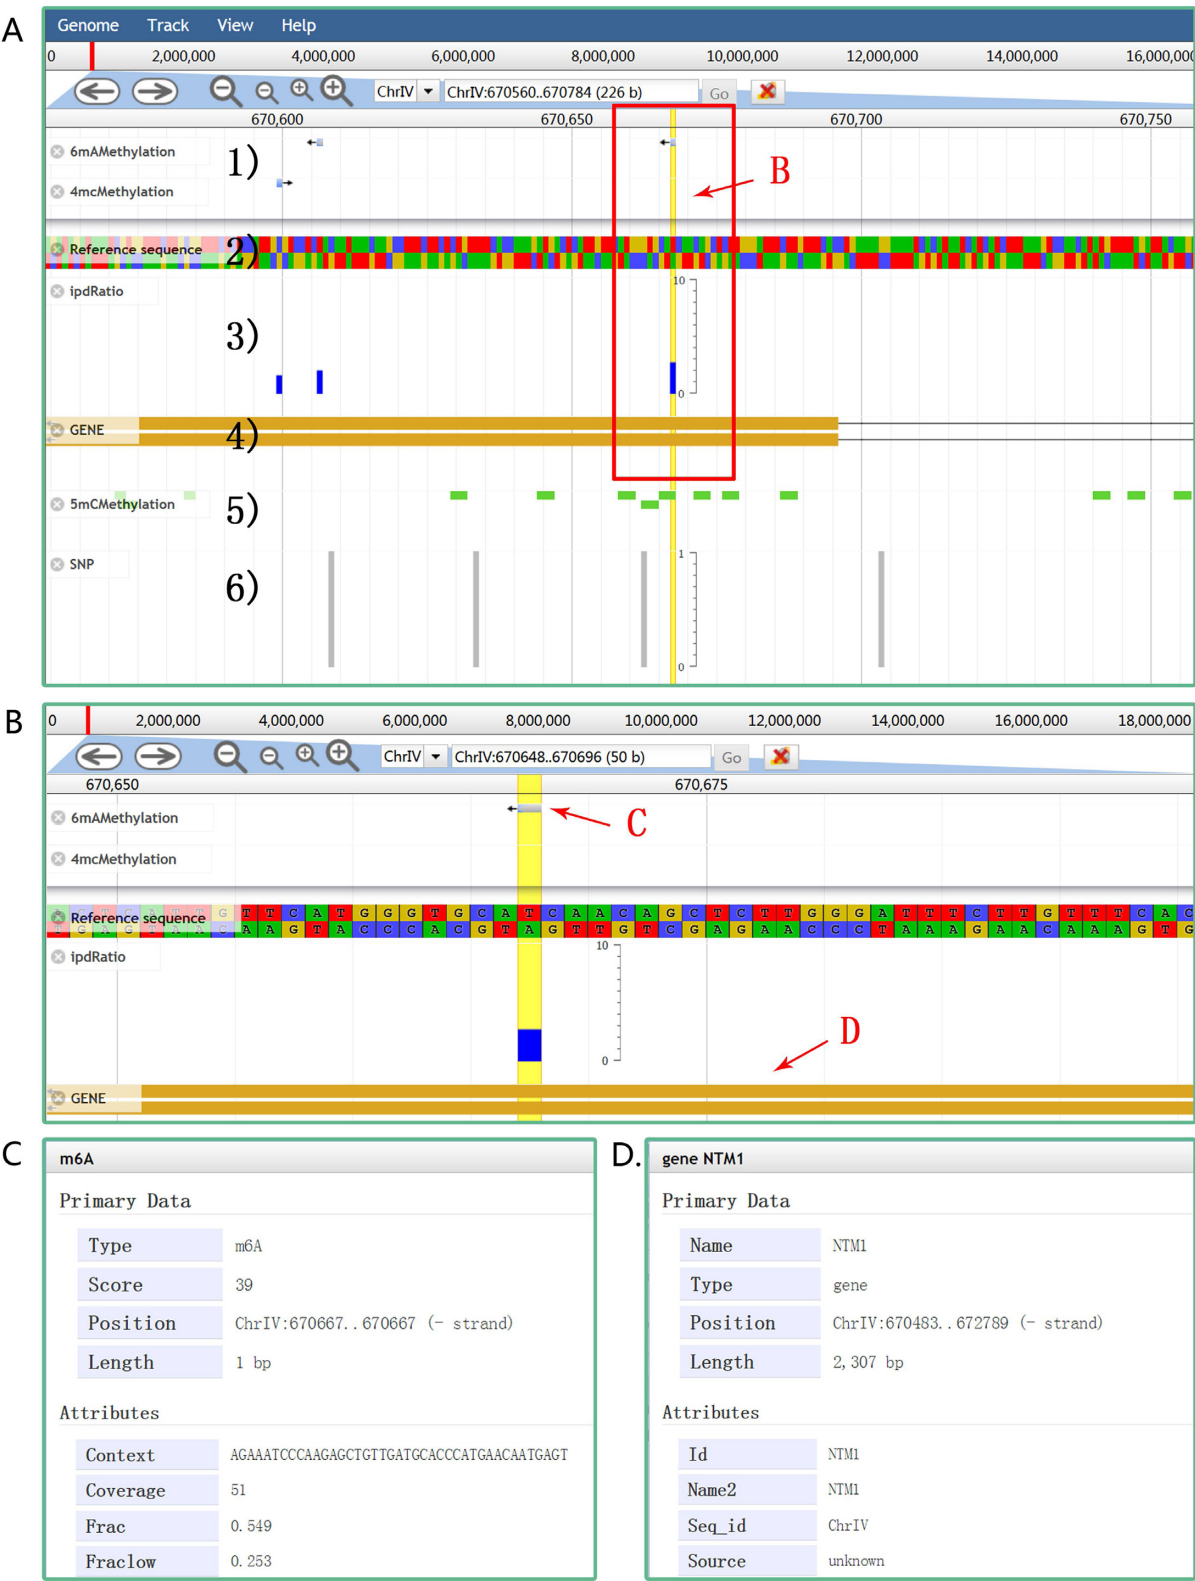 A
Genome Track View Help
0 2,000,000 4,000,000 6,000,000 8,000,000 10,000,000 12,000,000 14,000,000 16,000,00
ChrIV ChrIV:670560..670784 (226 b) Go
670,600 670,650 670,700 670,750
6mAMethylation 1)
B
4mcMethylation
Reference sequence 2)
ipdRatio
10
3)
0
GENE 4)
5mCMethylation 5)
SNP
1
6)
0
B
0 2,000,000 4,000,000 6,000,000 8,000,000 10,000,000 12,000,000 14,000,000 16,000,000 18,000,000
ChrIV ChrIV:670648..670696 (50 b) Go
670,650 670,675
6mAMethylation
C
4mcMethylation
Reference sequence
G T T C A T G G G T G C A T C A A C A G C T C T T G G G A T T T C T T G T T T C A C
A A G T A C C C A C G T A G T T G T C G A G A A C C C T A A A G A A C A A A G T G
ipdRatio
10
0
D
GENE
C
m6A
Primary Data
Type m6A
Score 39
Position ChrIV:670667..670667 (- strand)
Length 1 bp
Attributes
Context AGAAATCCCAAGAGCTGTTGATGCACCCATGAACAATGAGT
Coverage 51
Frac 0.549
Fraclow 0.253
D.
gene NTM1
Primary Data
Name NTM1
Type gene
Position ChrIV:670483..672789 (- strand)
Length 2,307 bp
Attributes
Id NTM1
Name2 NTM1
Seq_id ChrIV
Source unknown